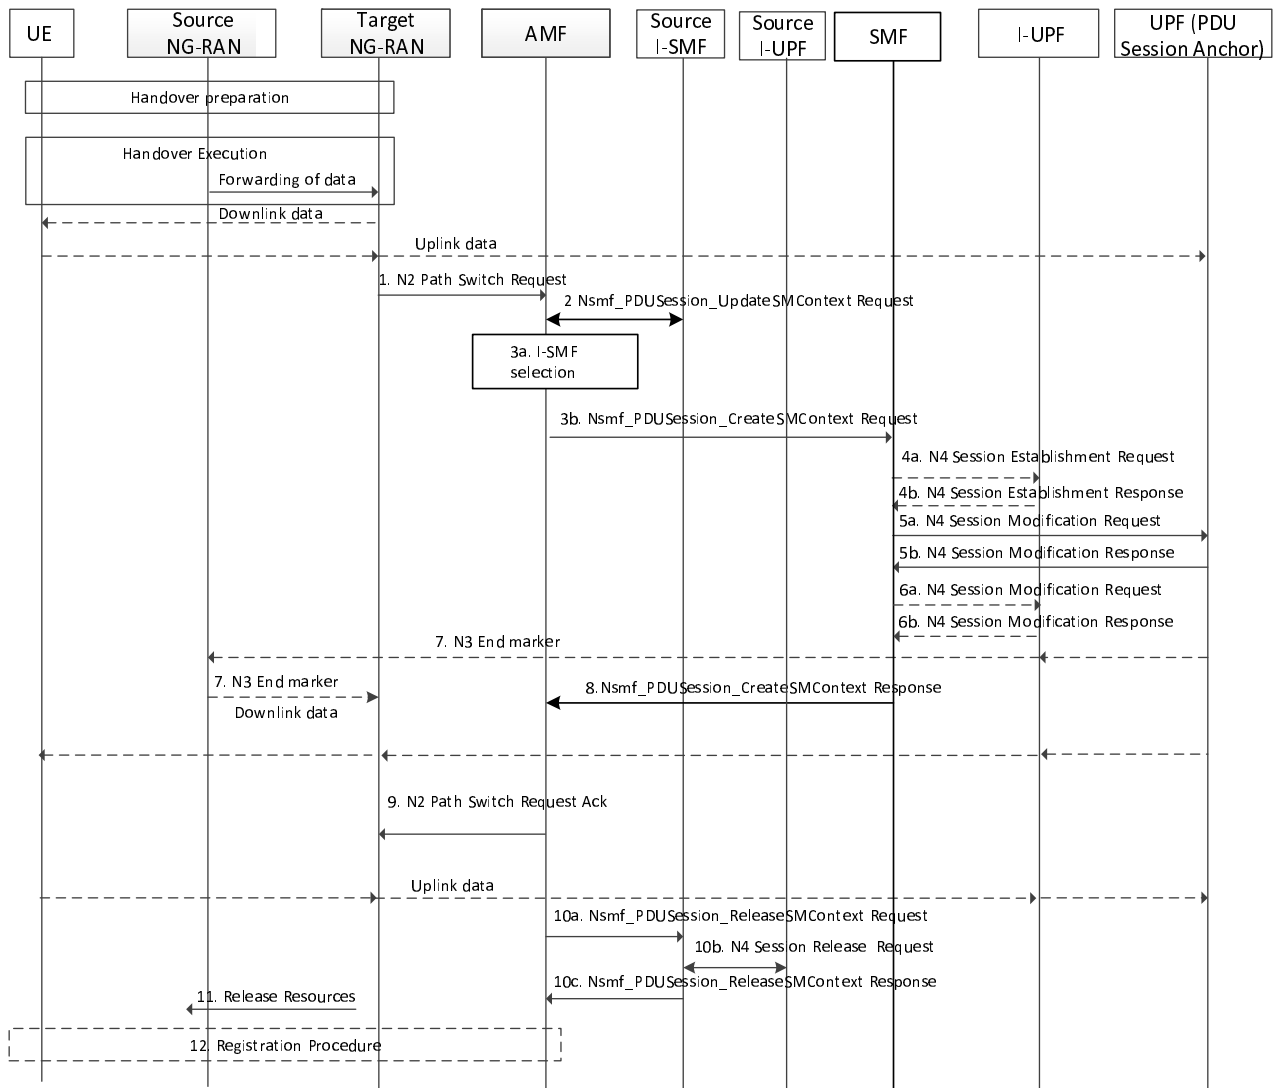 UE
Source
NG-RAN
Target
NG-RAN
AMF
Source
I-SMF
Source
I-UPF
SMF
I-UPF
UPF (PDU
Session Anchor)
Handover preparation
Handover Execution
Forwarding of data
Downlink data
Uplink data
1. N2 Path Switch Request
2 Nsmf_PDUSession_UpdateSMContext Request
3a. I-SMF
selection
3b. Nsmf_PDUSession_CreateSMContext Request
4a. N4 Session Establishment Request
4b. N4 Session Establishment Response
5a. N4 Session Modification Request
5b. N4 Session Modification Response
6a. N4 Session Modification Request
6b. N4 Session Modification Response
7. N3 End marker
7. N3 End marker
8. Nsmf_PDUSession_CreateSMContext Response
Downlink data
9. N2 Path Switch Request Ack
Uplink data
10a. Nsmf_PDUSession_ReleaseSMContext Request
10b. N4 Session Release Request
10c. Nsmf_PDUSession_ReleaseSMContext Response
11. Release Resources
12. Registration Procedure